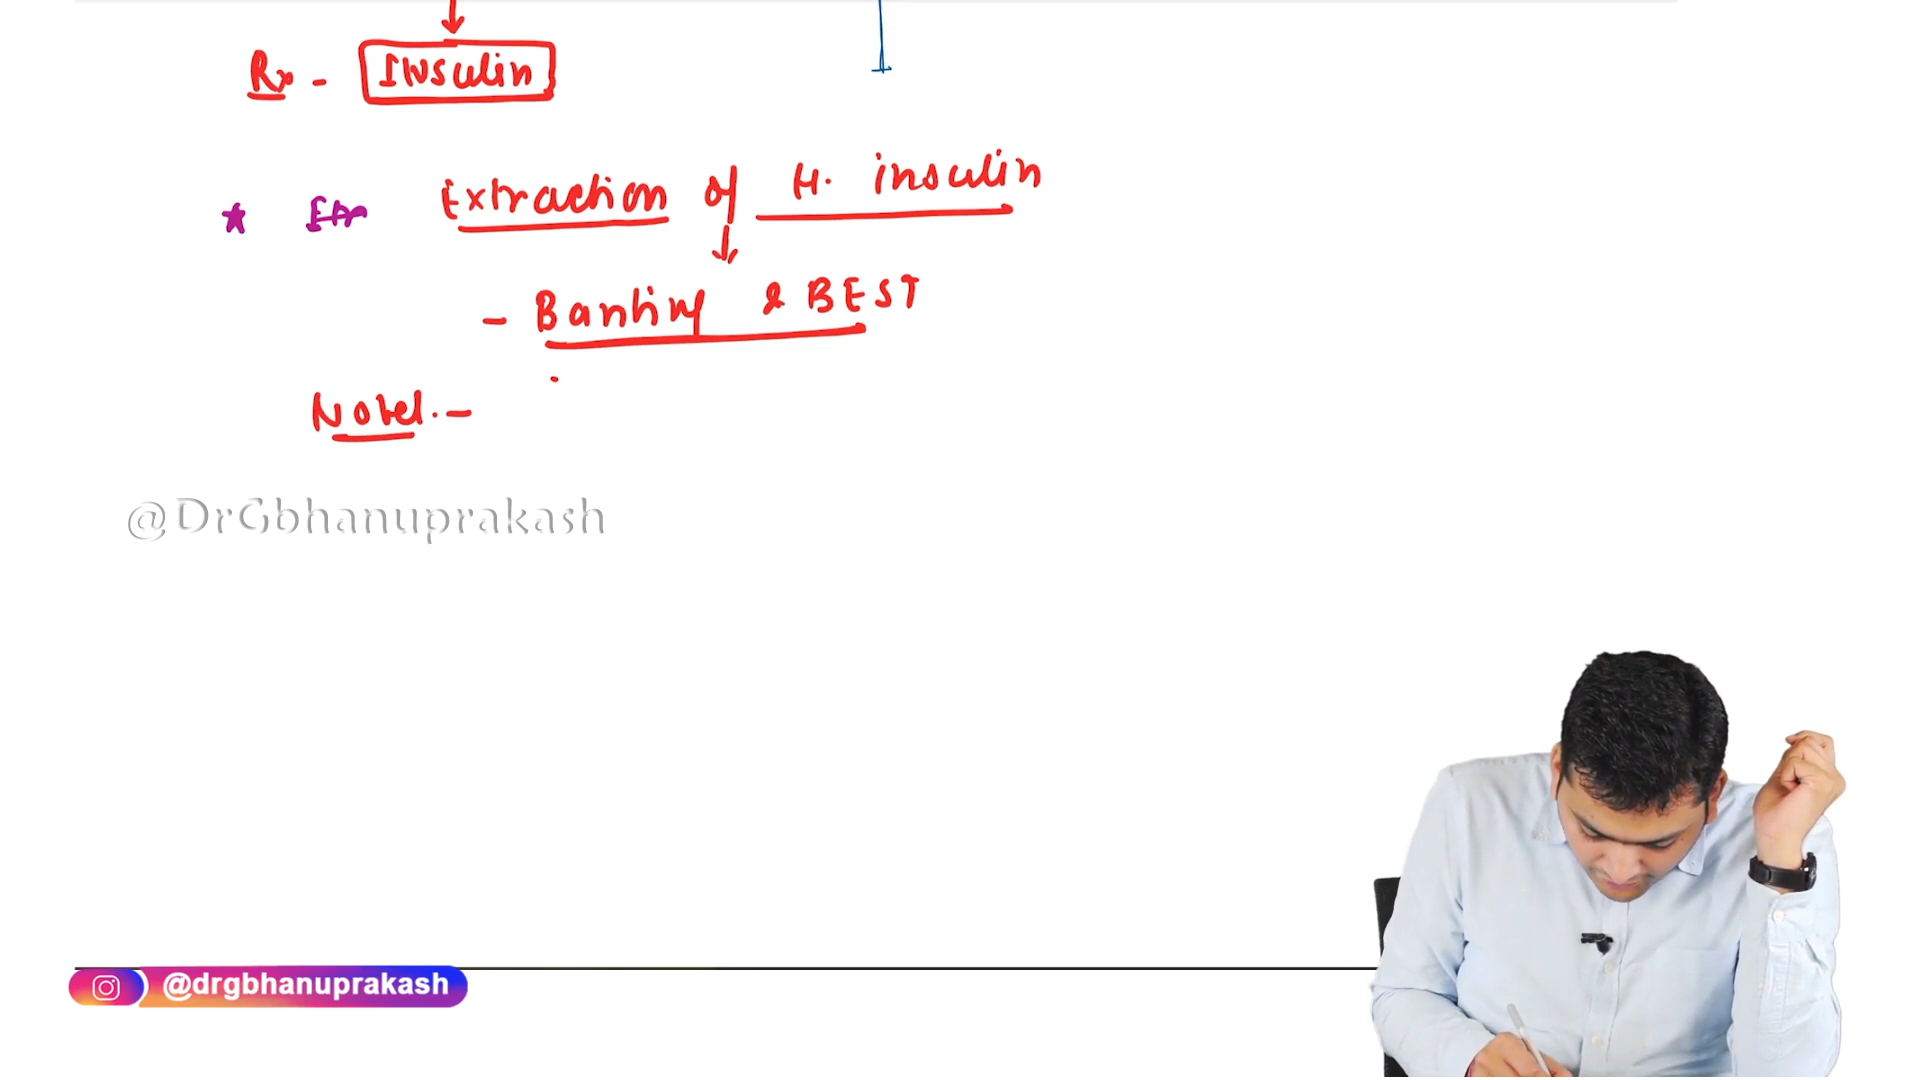 Rx - Insulin
* Extraction of H. insulin
- Banting & BEST
Nobel. -
@DrGbhanuprakash
@drgbhanuprakash